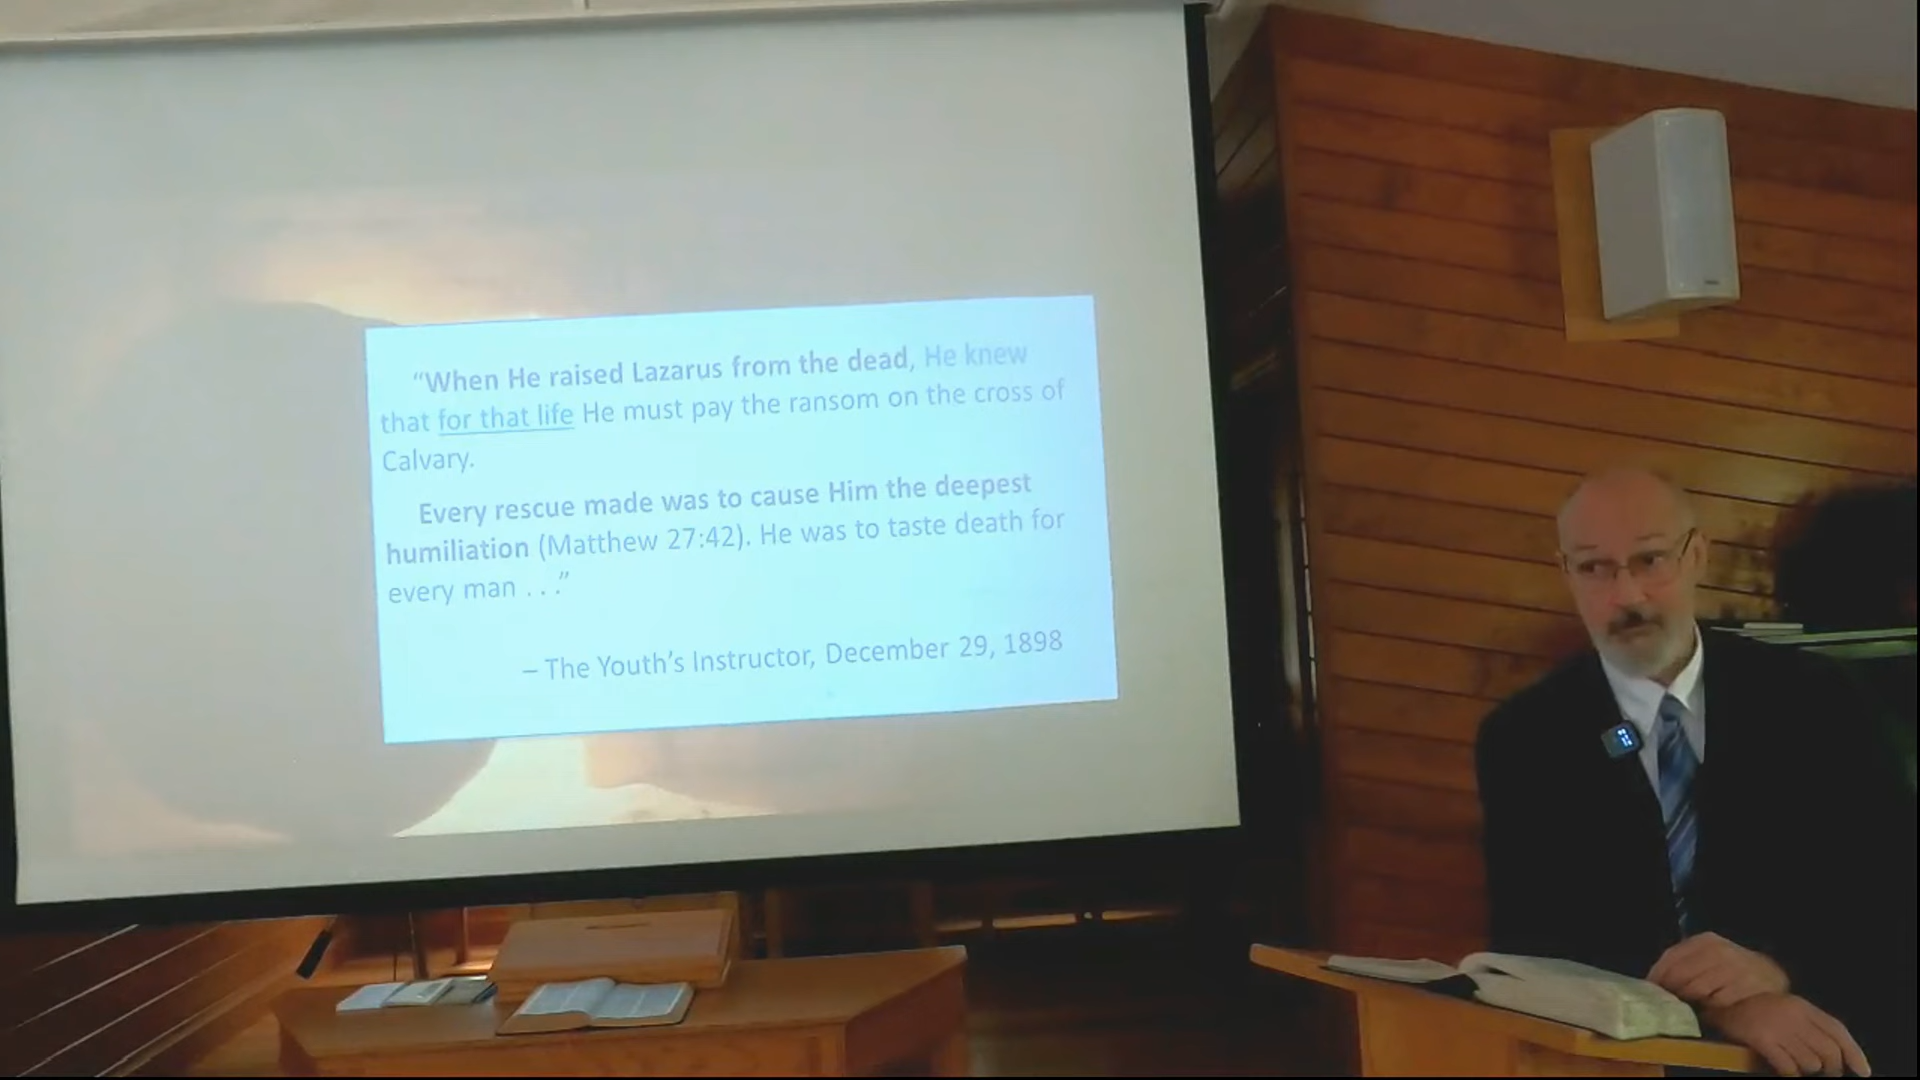 “When He raised Lazarus from the dead, He knew
that for that life He must pay the ransom on the cross of
Calvary.
Every rescue made was to cause Him the deepest
humiliation (Matthew 27:42). He was to taste death for
every man . . .”
– The Youth’s Instructor, December 29, 1898